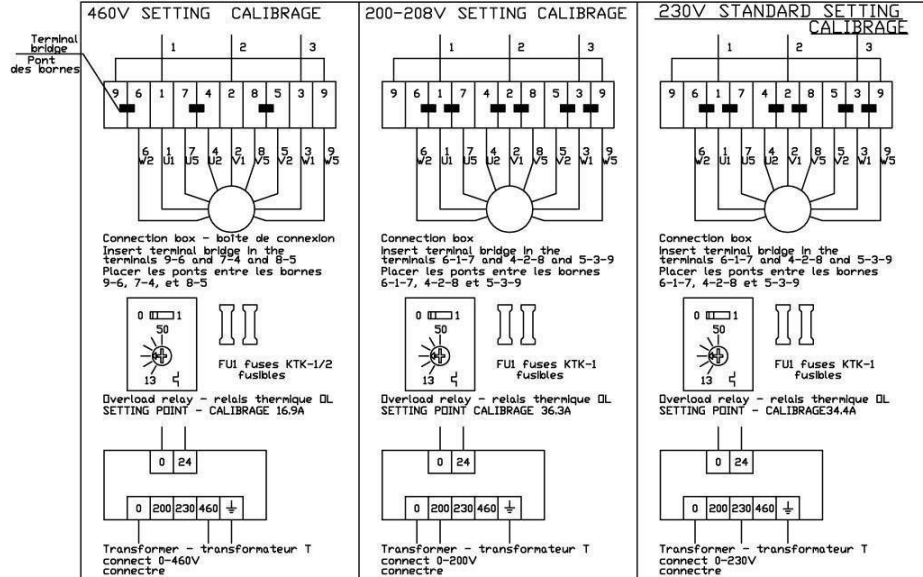 460V SETTING CALIBRAGE
Terminal
bridge
Pont
des bornes
1 2 3
9 6 1 7 4 2 8 5 3 9
6 1 7 4 2 8 5 3 9
W2 U1 U5 U2 V1 V5 V2 W1 W5
Connection box - boîte de connexion
Insert terminal bridge in the
terminals 9-6 and 7-4 and 8-5
Placer les ponts entre les bornes
9-6, 7-4, et 8-5
0 1
50
13
FU1 fuses KTK-1/2
fusibles
Overload relay - relais thermique OL
SETTING POINT - CALIBRAGE 16.9A
0 24
0 200 230 460
Transformer - transformateur T
connect 0-460V
connectre
200-208V SETTING CALIBRAGE
1 2 3
9 6 1 7 4 2 8 5 3 9
6 1 7 4 2 8 5 3 9
W2 U1 U5 U2 V1 V5 V2 W1 W5
Connection box
Insert terminal bridge in the
terminals 6-1-7 and 4-2-8 and 5-3-9
Placer les ponts entre les bornes
6-1-7, 4-2-8 et 5-3-9
0 1
50
13
FU1 fuses KTK-1
fusibles
Overload relay - relais thermique OL
SETTING POINT CALIBRAGE 36.3A
0 24
0 200 230 460
Transformer - transformateur T
connect 0-200V
connectre
230V STANDARD SETTING
CALIBRAGE
1 2 3
9 6 1 7 4 2 8 5 3 9
6 1 7 4 2 8 5 3 9
W2 U1 U5 U2 V1 V5 V2 W1 W5
Connection box
Insert terminal bridge in the
terminals 6-1-7 and 4-2-8 and 5-3-9
Placer les ponts entre les bornes
6-1-7, 4-2-8 et 5-3-9
0 1
50
13
FU1 fuses KTK-1
fusibles
Overload relay - relais thermique OL
SETTING POINT - CALIBRAGE34.4A
0 24
0 200 230 460
Transformer - transformateur T
connect 0-230V
connectre